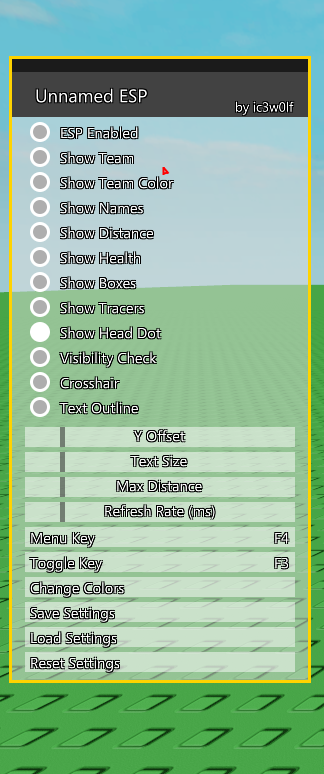 Unnamed ESP
by ic3w0lf
ESP Enabled
Show Team
Show Team Color
Show Names
Show Distance
Show Health
Show Boxes
Show Tracers
Show Head Dot
Visibility Check
Crosshair
Text Outline
Y Offset
Text Size
Max Distance
Refresh Rate (ms)
Menu Key F4
Toggle Key F3
Change Colors
Save Settings
Load Settings
Reset Settings